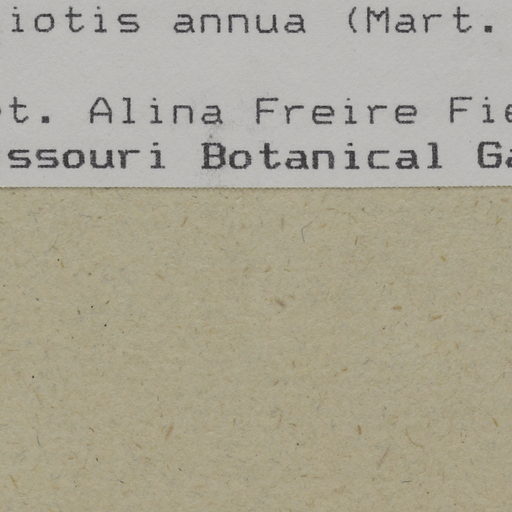 iotis annua (Mart.
t. Alina Freire Fie
ssouri Botanical Ga